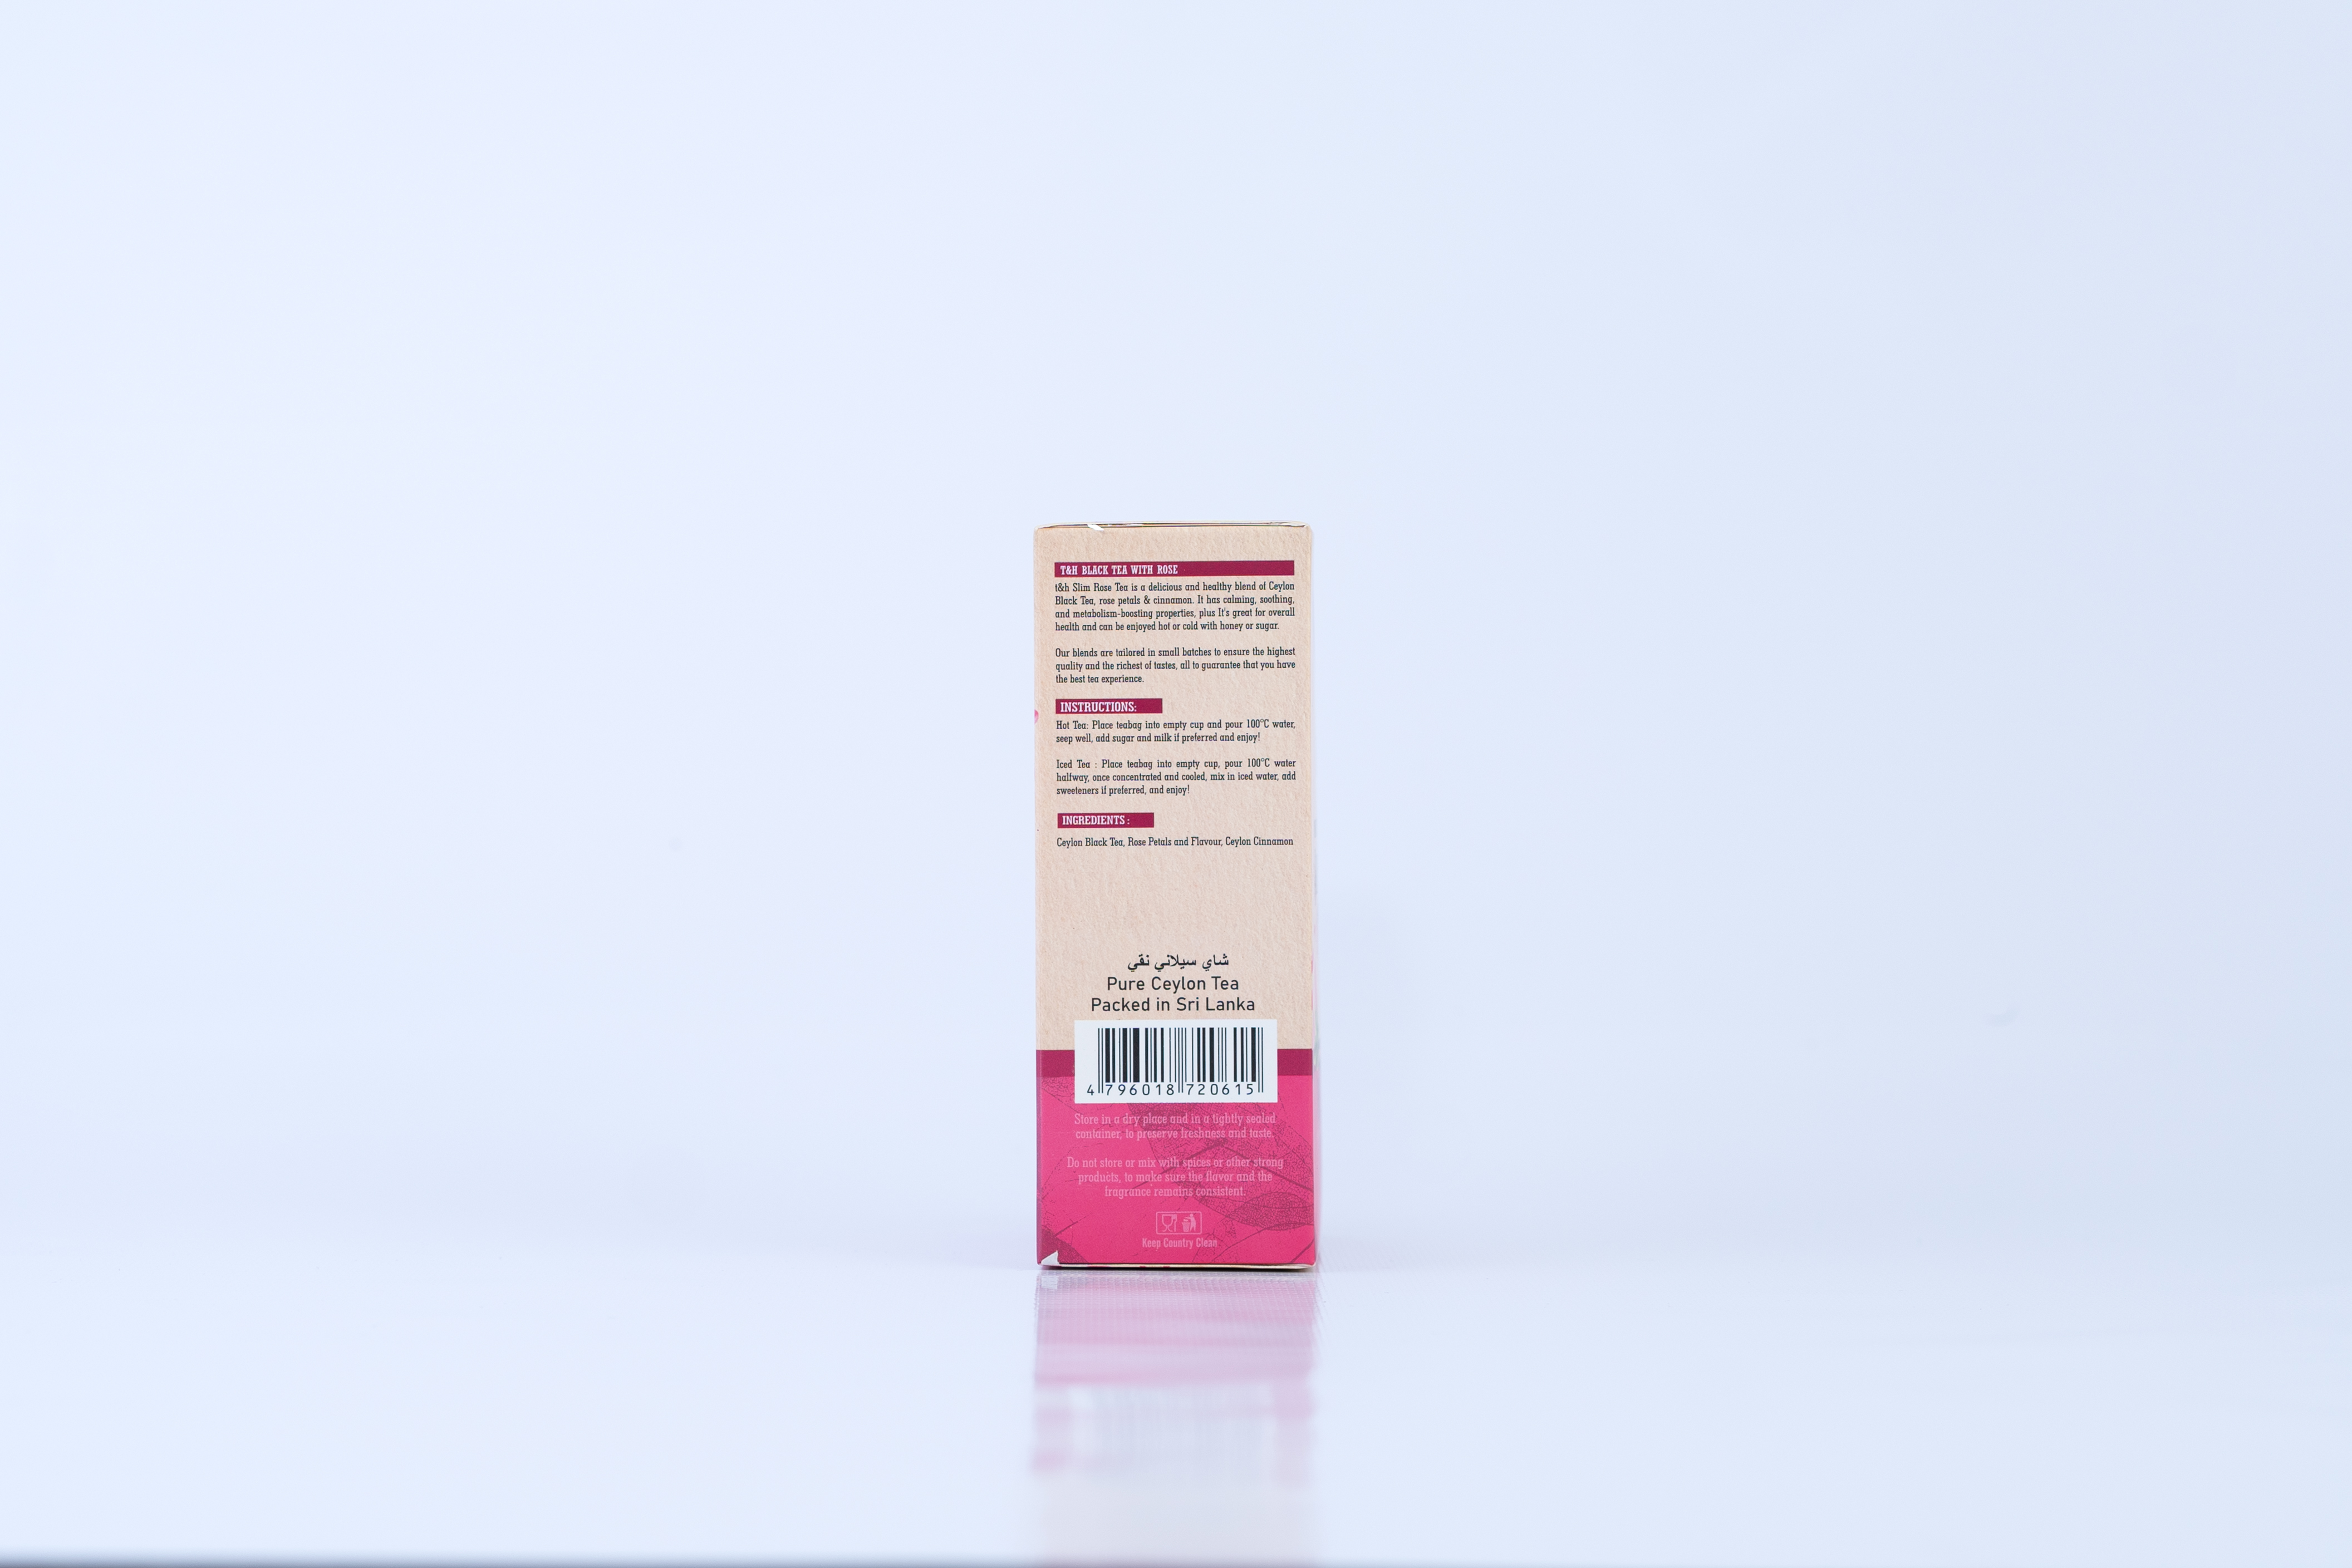 T&H BLACK TEA WITH ROSE
t&h Slim Rose Tea is a delicious and healthy blend of Ceylon
Black Tea, rose petals & cinnamon. It has calming, soothing,
and metabolism-boosting properties, plus It's great for overall
health and can be enjoyed hot or cold with honey or sugar.
Our blends are tailored in small batches to ensure the highest
quality and the richest of tastes, all to guarantee that you have
the best tea experience.
INSTRUCTIONS:
Hot Tea: Place teabag into empty cup and pour 100°C water,
seep well, add sugar and milk if preferred and enjoy!
Iced Tea : Place teabag into empty cup, pour 100°C water
halfway, once concentrated and cooled, mix in iced water, add
sweeteners if preferred, and enjoy!
INGREDIENTS :
Ceylon Black Tea, Rose Petals and Flavour, Ceylon Cinnamon
شاي سيلاني نقي
Pure Ceylon Tea
Packed in Sri Lanka
4 796018 720615
Store in a dry place and in a tightly sealed
container, to preserve freshness and taste.
Do not store or mix with spices or other strong
products, to make sure the flavor and the
fragrance remains consistent.
Keep Country Clean